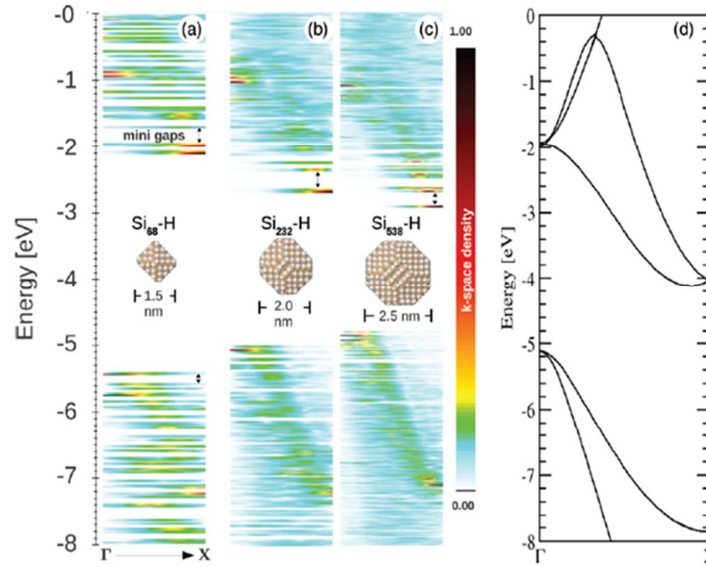 -0
(a)
(b)
(c)
1.00
0
(d)
-1
-1
mini gaps
-2
-2
-3
-3
Energy [eV]
Si68-H
Si232-H
Si538-H
k-space density
Energy [eV]
-4
-4
1.5
nm
2.0
nm
2.5 nm
-5
-5
-6
-6
-7
-7
0.00
-8
-8
Γ
X
Γ